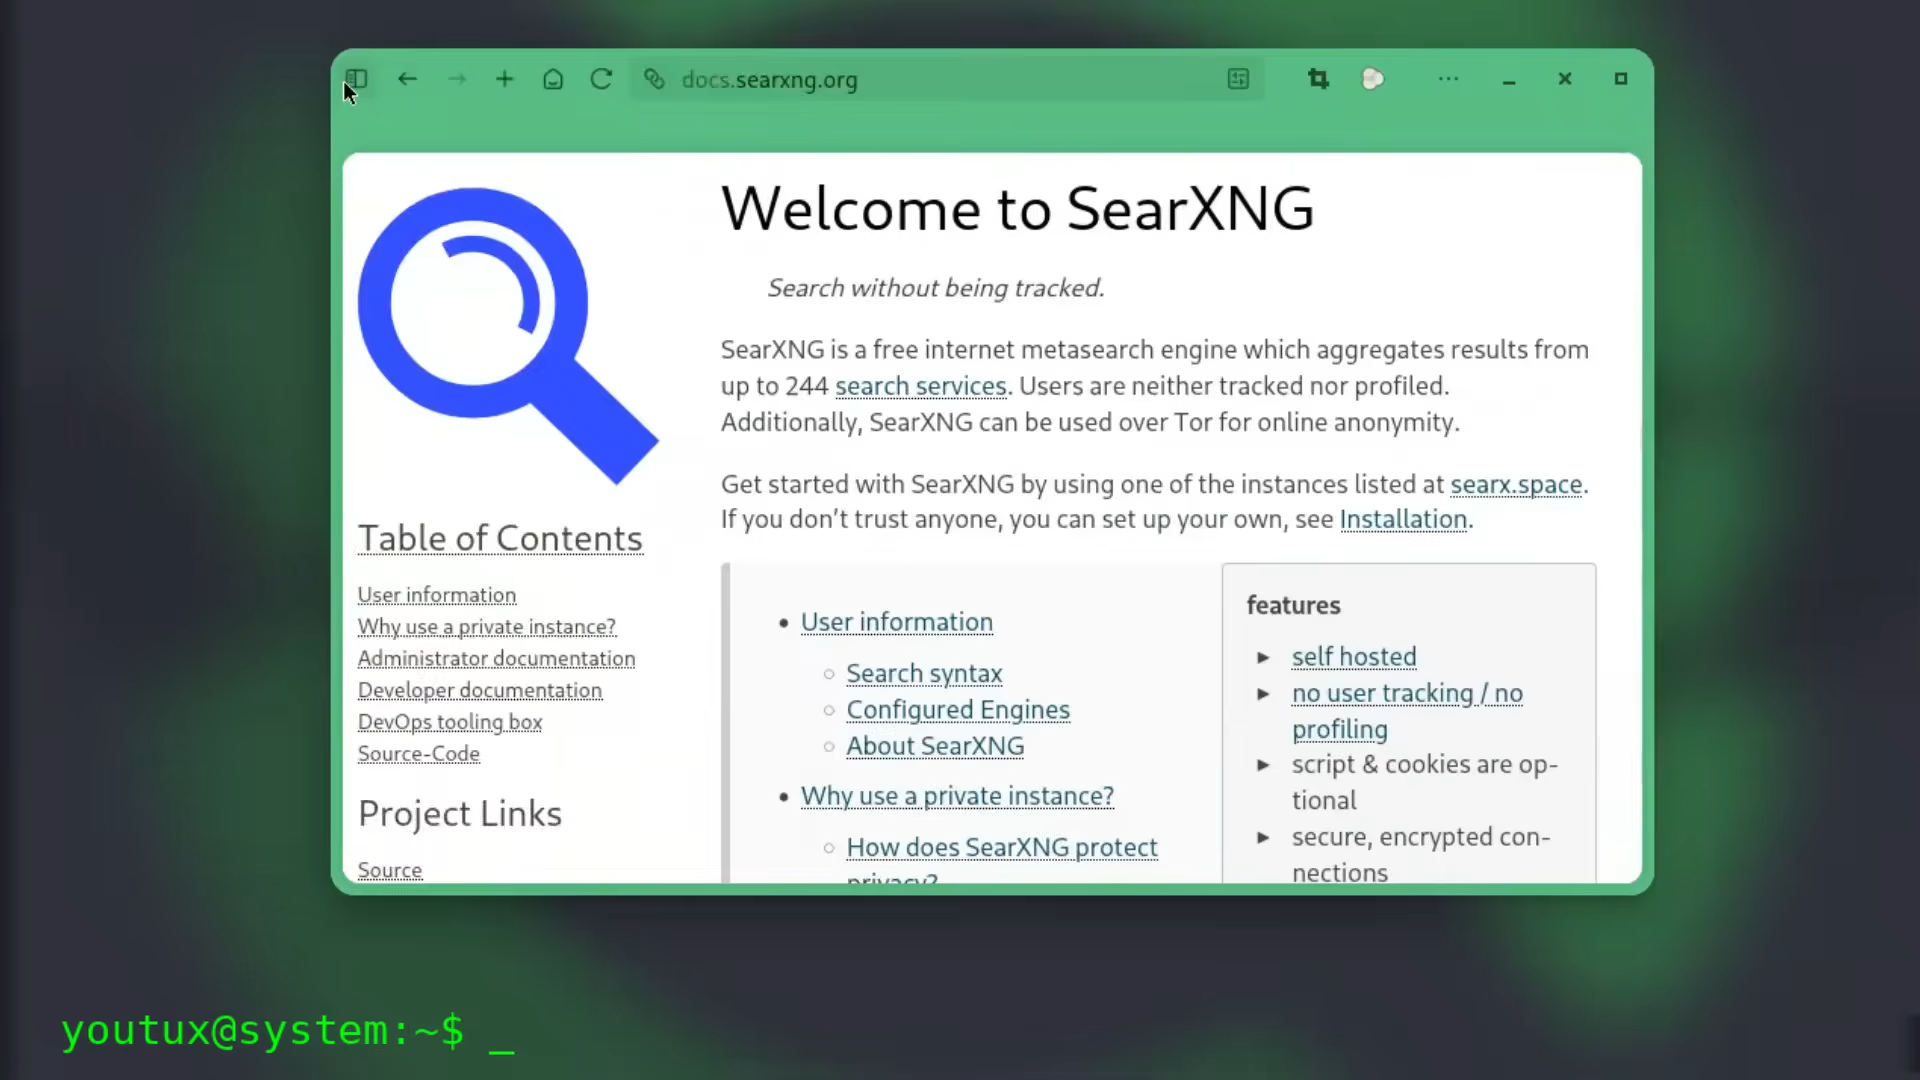 docs.searxng.org
Welcome to SearXNG
Search without being tracked.
SearXNG is a free internet metasearch engine which aggregates results from
up to 244 search services. Users are neither tracked nor profiled.
Additionally, SearXNG can be used over Tor for online anonymity.
Get started with SearXNG by using one of the instances listed at searx.space.
If you don’t trust anyone, you can set up your own, see Installation.
Table of Contents
User information
Why use a private instance?
Administrator documentation
Developer documentation
DevOps tooling box
Source-Code
Project Links
Source
User information
Search syntax
Configured Engines
About SearXNG
Why use a private instance?
How does SearXNG protect
privacy?
features
self hosted
no user tracking / no
profiling
script & cookies are op-
tional
secure, encrypted con-
nections
youtux@system:~$ _